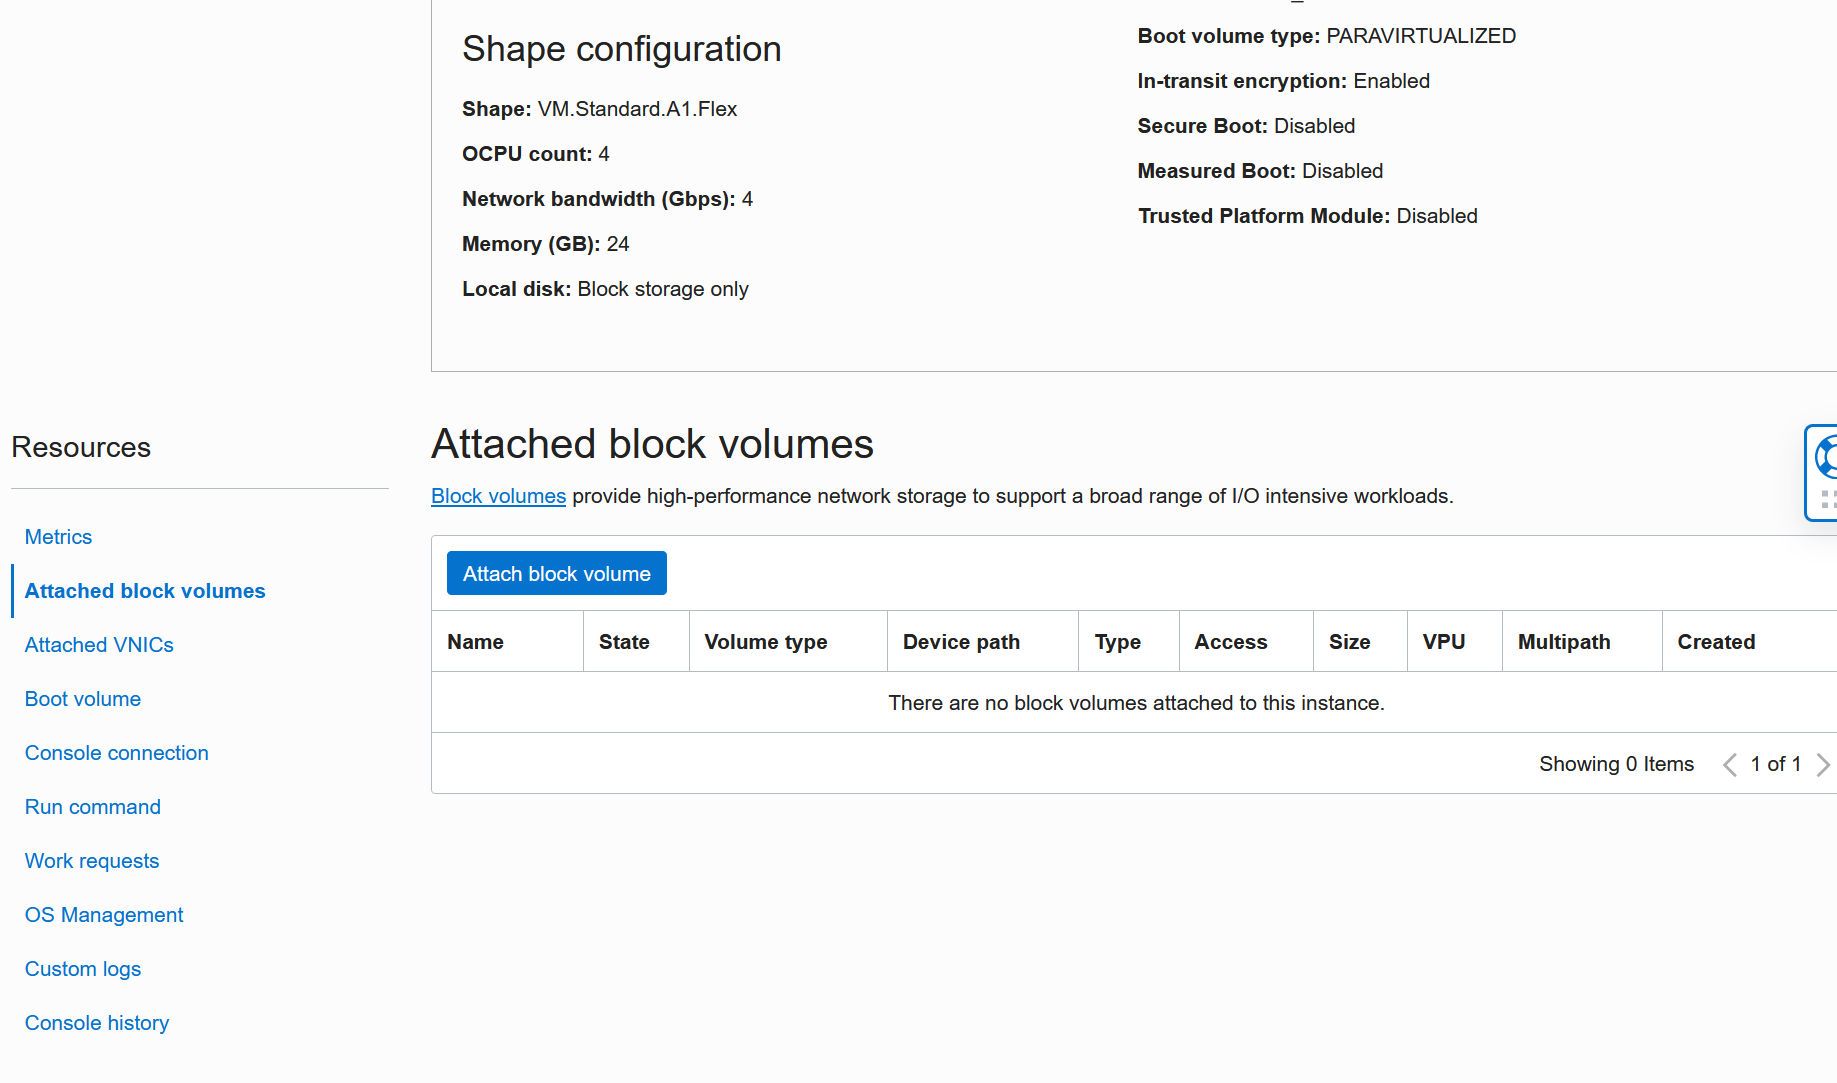 Shape configuration
Shape: VM.Standard.A1.Flex
OCPU count: 4
Network bandwidth (Gbps): 4
Memory (GB): 24
Local disk: Block storage only
Boot volume type: PARAVIRTUALIZED
In-transit encryption: Enabled
Secure Boot: Disabled
Measured Boot: Disabled
Trusted Platform Module: Disabled
Resources
Metrics
Attached block volumes
Attached VNICs
Boot volume
Console connection
Run command
Work requests
OS Management
Custom logs
Console history
Attached block volumes
Block volumes provide high-performance network storage to support a broad range of I/O intensive workloads.
Attach block volume
Name State Volume type Device path Type Access Size VPU Multipath Created
There are no block volumes attached to this instance.
Showing 0 Items 1 of 1